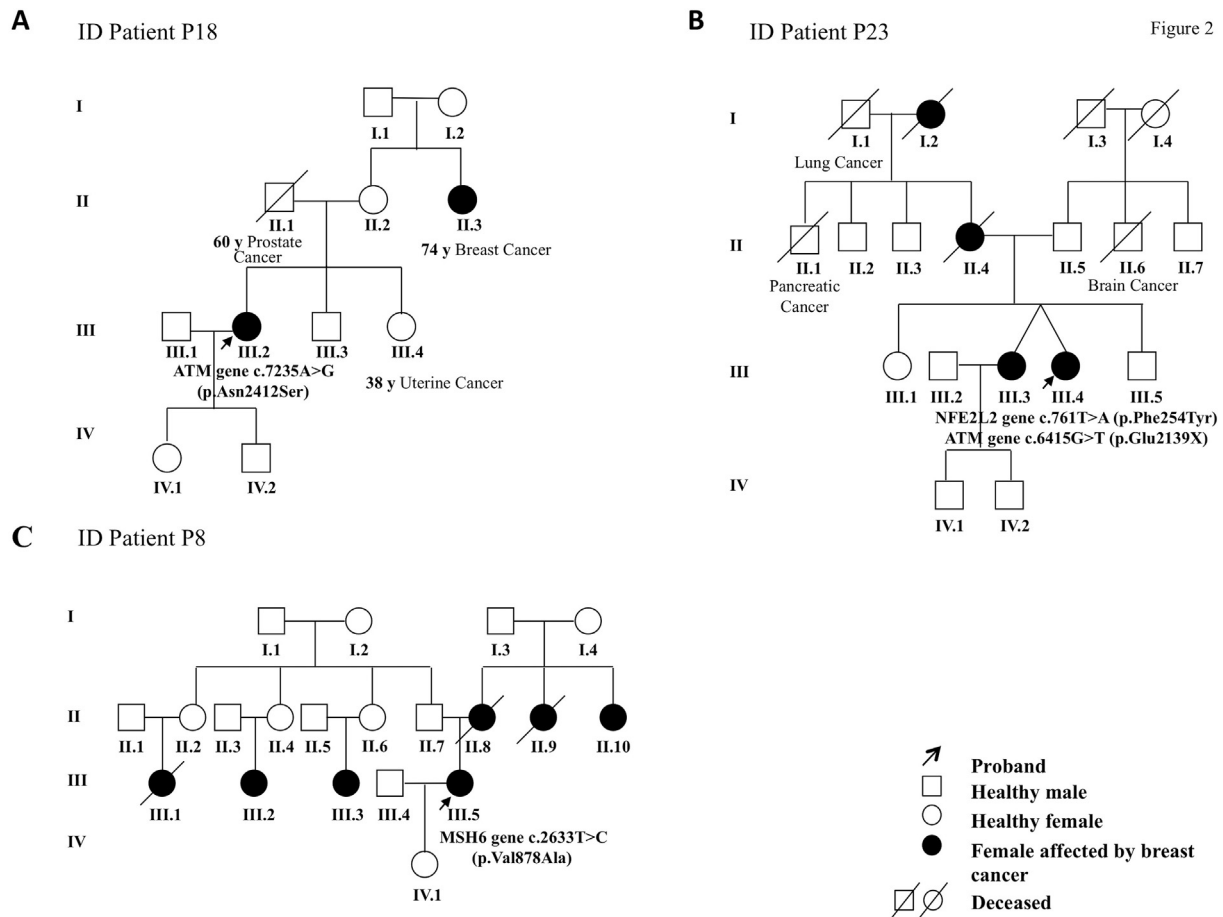 A
ID Patient P18
I
I.1
I.2
II
II.1
II.2
II.3
60 y Prostate
Cancer
74 y Breast Cancer
III
III.1
III.2
III.3
III.4
ATM gene c.7235A>G
(p.Asn2412Ser)
38 y Uterine Cancer
IV
IV.1
IV.2
B
ID Patient P23
Figure 2
I
I.1
I.2
I.3
I.4
Lung Cancer
II
II.1
II.2
II.3
II.4
II.5
II.6
II.7
Pancreatic
Cancer
Brain Cancer
III
III.1
III.2
III.3
III.4
III.5
NFE2L2 gene c.761T>A (p.Phe254Tyr)
ATM gene c.6415G>T (p.Glu2139X)
IV
IV.1
IV.2
C
ID Patient P8
I
I.1
I.2
I.3
I.4
II
II.1
II.2
II.3
II.4
II.5
II.6
II.7
II.8
II.9
II.10
III
III.1
III.2
III.3
III.4
III.5
MSH6 gene c.2633T>C
(p.Val878Ala)
IV
IV.1
Proband
Healthy male
Healthy female
Female affected by breast
cancer
Deceased